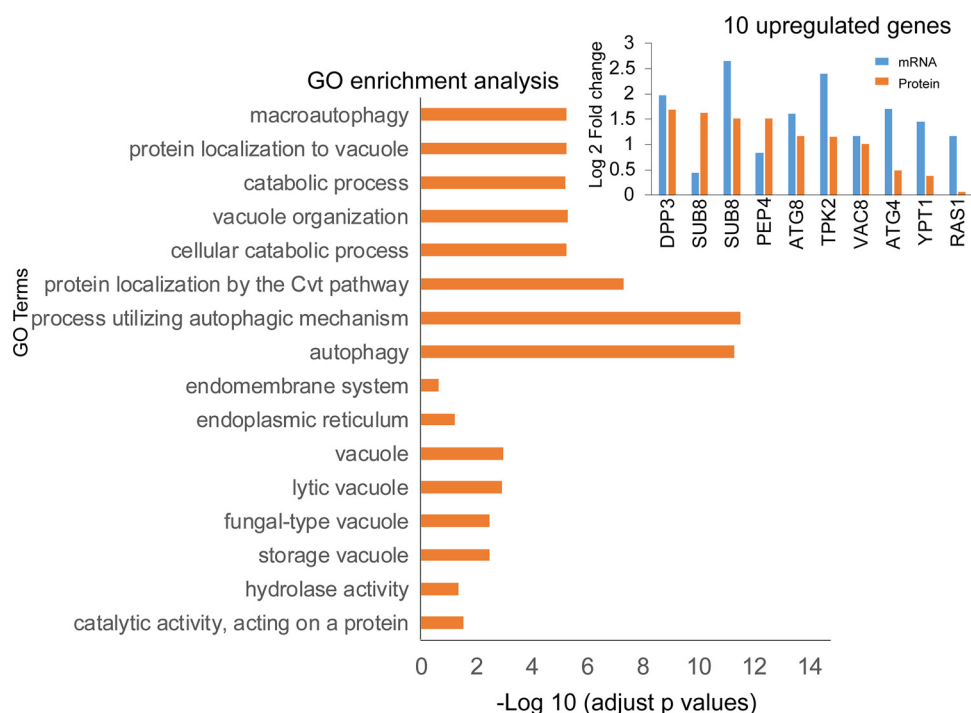 10 upregulated genes
Log 2 Fold change
3
2.5
2
1.5
1
0.5
0
mRNA
Protein
DPP3
SUB8
SUB8
PEP4
ATG8
TPK2
VAC8
ATG4
YPT1
RAS1
GO enrichment analysis
GO Terms
macroautophagy
protein localization to vacuole
catabolic process
vacuole organization
cellular catabolic process
protein localization by the Cvt pathway
process utilizing autophagic mechanism
autophagy
endomembrane system
endoplasmic reticulum
vacuole
lytic vacuole
fungal-type vacuole
storage vacuole
hydrolase activity
catalytic activity, acting on a protein
0 2 4 6 8 10 12 14
-Log 10 (adjust p values)